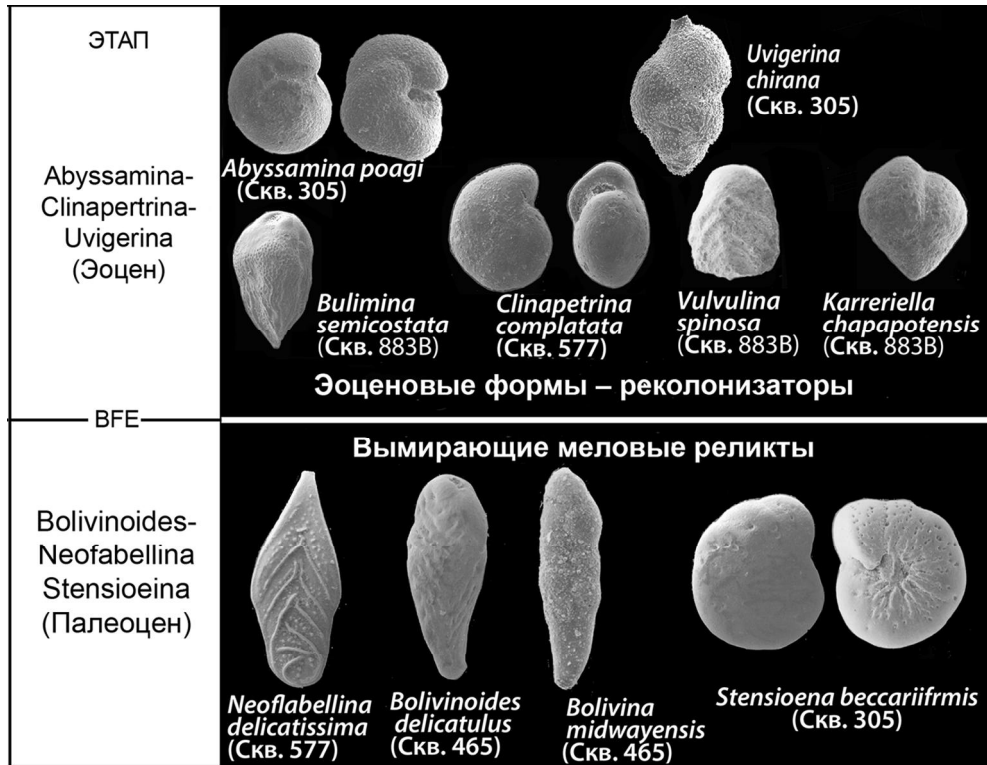 ЭТАП
Abyssamina-
Clinapertrina-
Uvigerina
(Эоцен)
Abyssamina poagi
(Скв. 305)
Uvigerina
chirana
(Скв. 305)
Bulimina
semicostata
(Скв. 883B)
Clinapetrina
complatata
(Скв. 577)
Vulvulina
spinosa
(Скв. 883B)
Karreriella
chapapotensis
(Скв. 883B)
Эоценовые формы – реколонизаторы
BFE
Вымирающие меловые реликты
Bolivinoides-
Neofabellina
Stensioeina
(Палеоцен)
Neoflabellina
delicatissima
(Скв. 577)
Bolivinoides
delicatulus
(Скв. 465)
Bolivina
midwayensis
(Скв. 465)
Stensioena beccariifrmis
(Скв. 305)